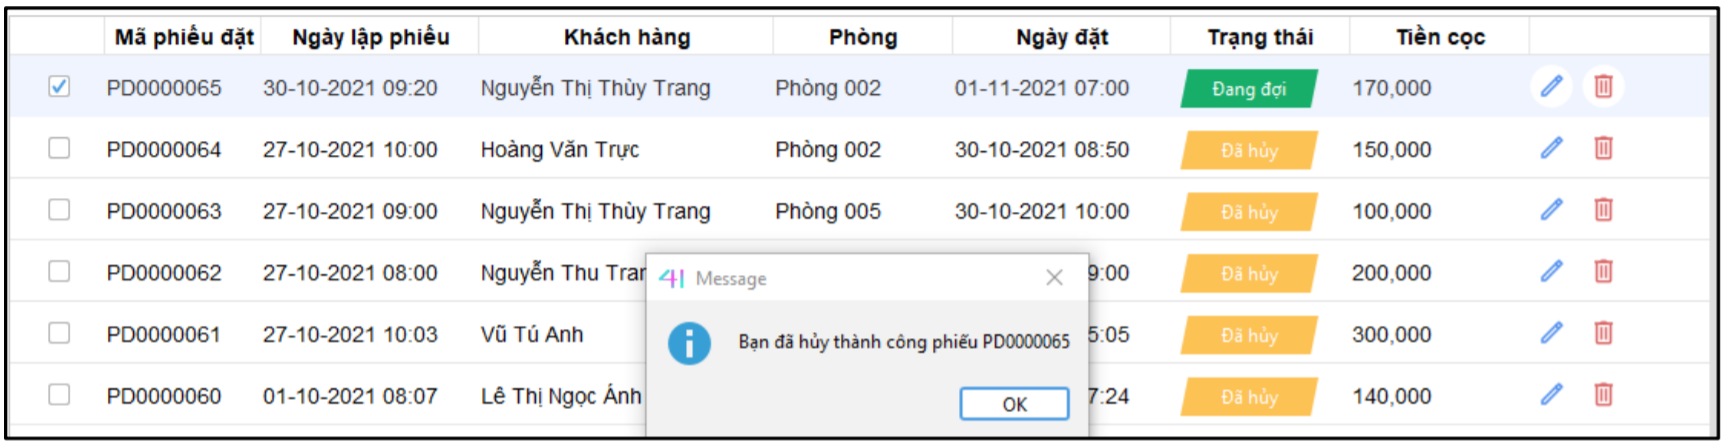 Mã phiếu đặt Ngày lập phiếu Khách hàng Phòng Ngày đặt Trạng thái Tiền cọc
PD0000065 30-10-2021 09:20 Nguyễn Thị Thùy Trang Phòng 002 01-11-2021 07:00 Đang đợi 170,000
PD0000064 27-10-2021 10:00 Hoàng Văn Trực Phòng 002 30-10-2021 08:50 Đã hủy 150,000
PD0000063 27-10-2021 09:00 Nguyễn Thị Thùy Trang Phòng 005 30-10-2021 10:00 Đã hủy 100,000
PD0000062 27-10-2021 08:00 Nguyễn Thu 9:00 Đã hủy 200,000
PD0000061 27-10-2021 10:03 Vũ Tú Anh 5:05 Đã hủy 300,000
PD0000060 01-10-2021 08:07 Lê Thị Ngọc Ánh 7:24 Đã hủy 140,000
Message
Bạn đã hủy thành công phiếu PD0000065
OK